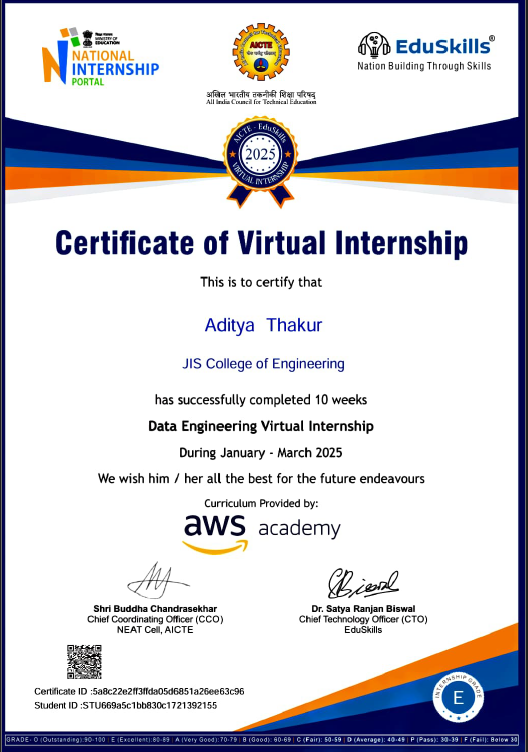 शिक्षा मंत्रालय
MINISTRY OF
EDUCATION
NATIONAL
INTERNSHIP
PORTAL
AICTE
अखिल भारतीय तकनीकी शिक्षा परिषद्
All India Council for Technical Education
EduSkills®
Nation Building Through Skills
AICTE - EduSkills
2025
VIRTUAL INTERNSHIP
Certificate of Virtual Internship
This is to certify that
Aditya Thakur
JIS College of Engineering
has successfully completed 10 weeks
Data Engineering Virtual Internship
During January - March 2025
We wish him / her all the best for the future endeavours
Curriculum Provided by:
aws academy
Shri Buddha Chandrasekhar
Chief Coordinating Officer (CCO)
NEAT Cell, AICTE
Dr. Satya Ranjan Biswal
Chief Technology Officer (CTO)
EduSkills
Certificate ID :5a8c22e2ff3ffda05d6851a26ee63c96
Student ID :STU669a5c1bb830c1721392155
INTERNSHIP GRADE
E
GRADE- O (Outstanding):90-100 | E (Excellent):80-89 | A (Very Good):70-79 | B (Good): 60-69 | C (Fair): 50-59 | D (Average): 40-49 | P (Pass): 30-39 | F (Fail): Below 30